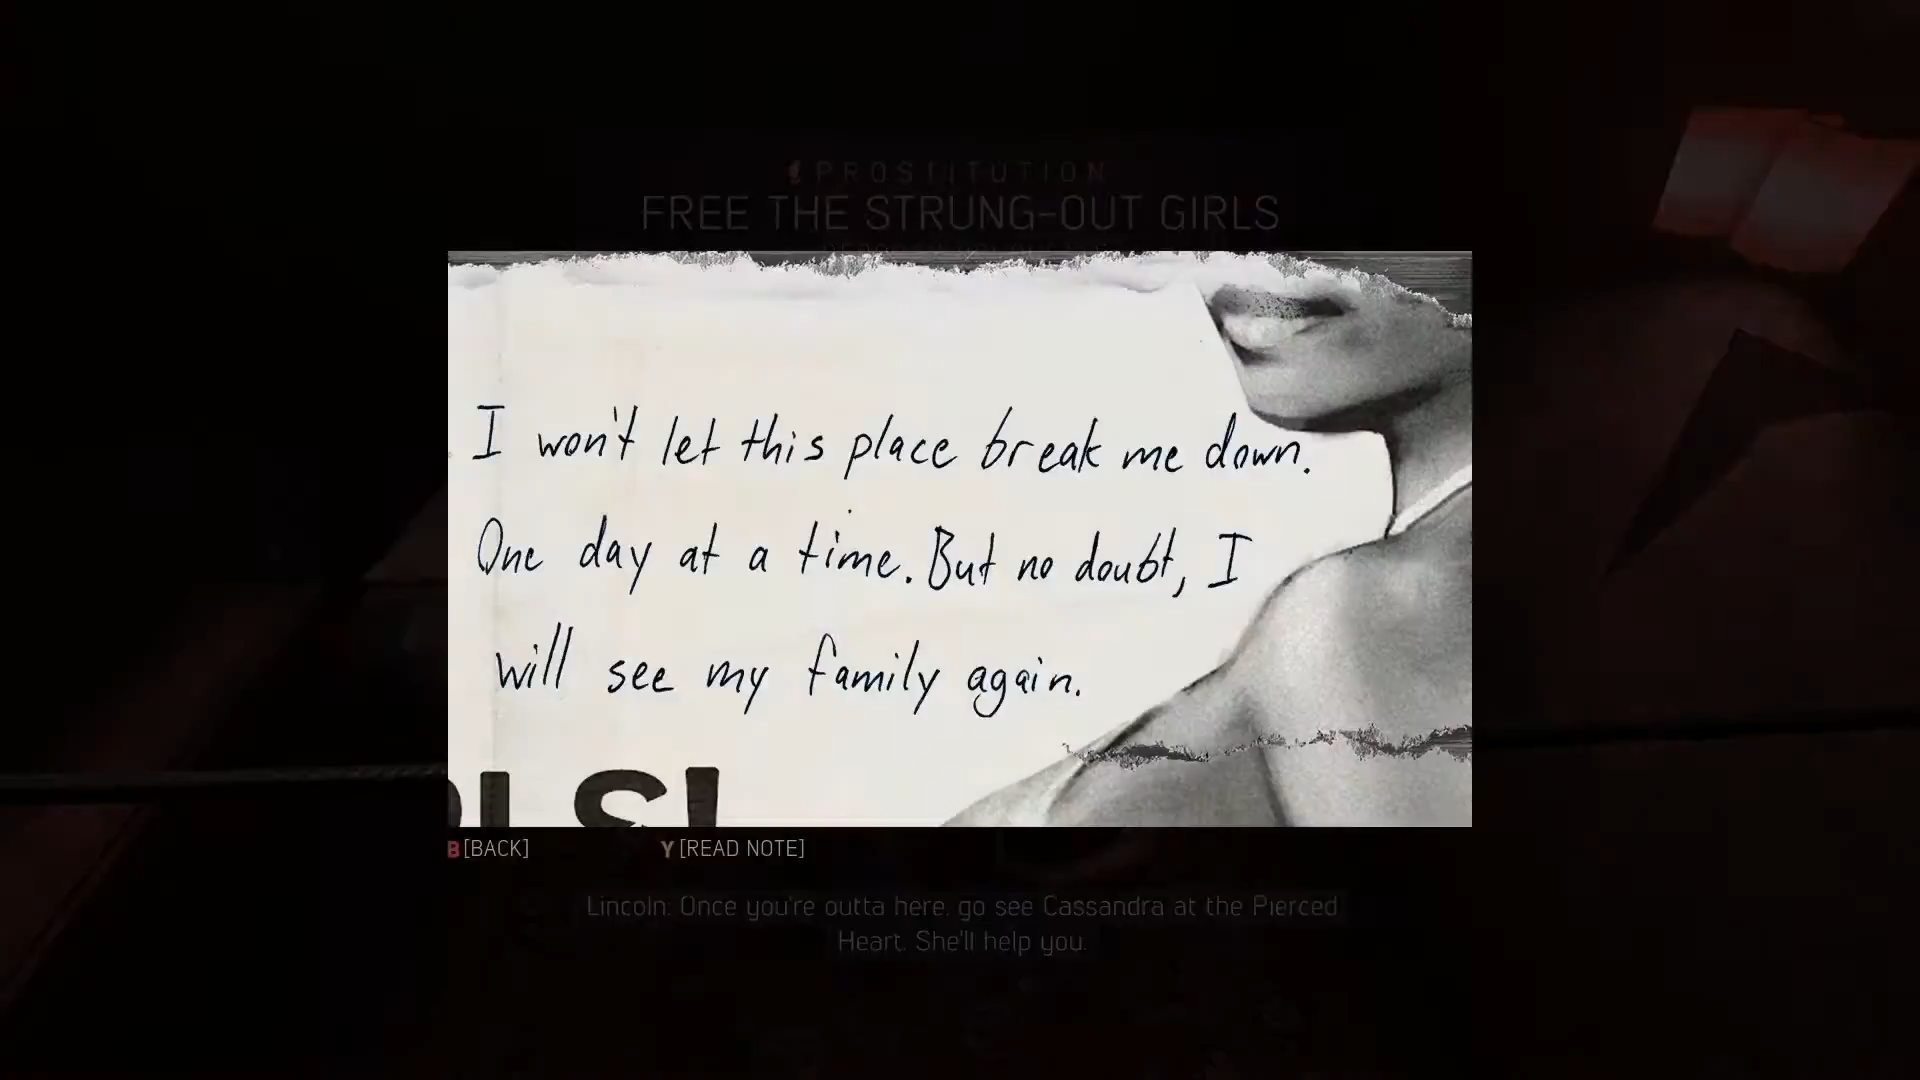 PROSTITUTION
FREE THE STRUNG-OUT GIRLS
I won't let this place break me down.
One day at a time. But no doubt, I
will see my family again.
LS!
B [BACK] Y [READ NOTE]
Lincoln: Once you're outta here, go see Cassandra at the Pierced
Heart. She'll help you.